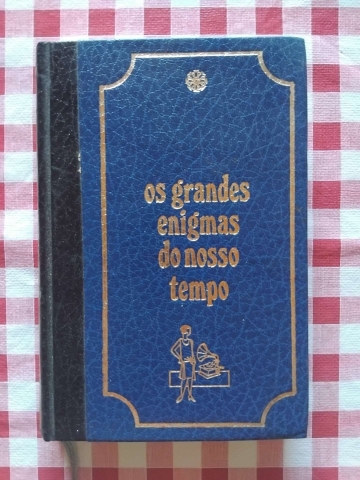 os grandes
enigmas
do nosso
tempo